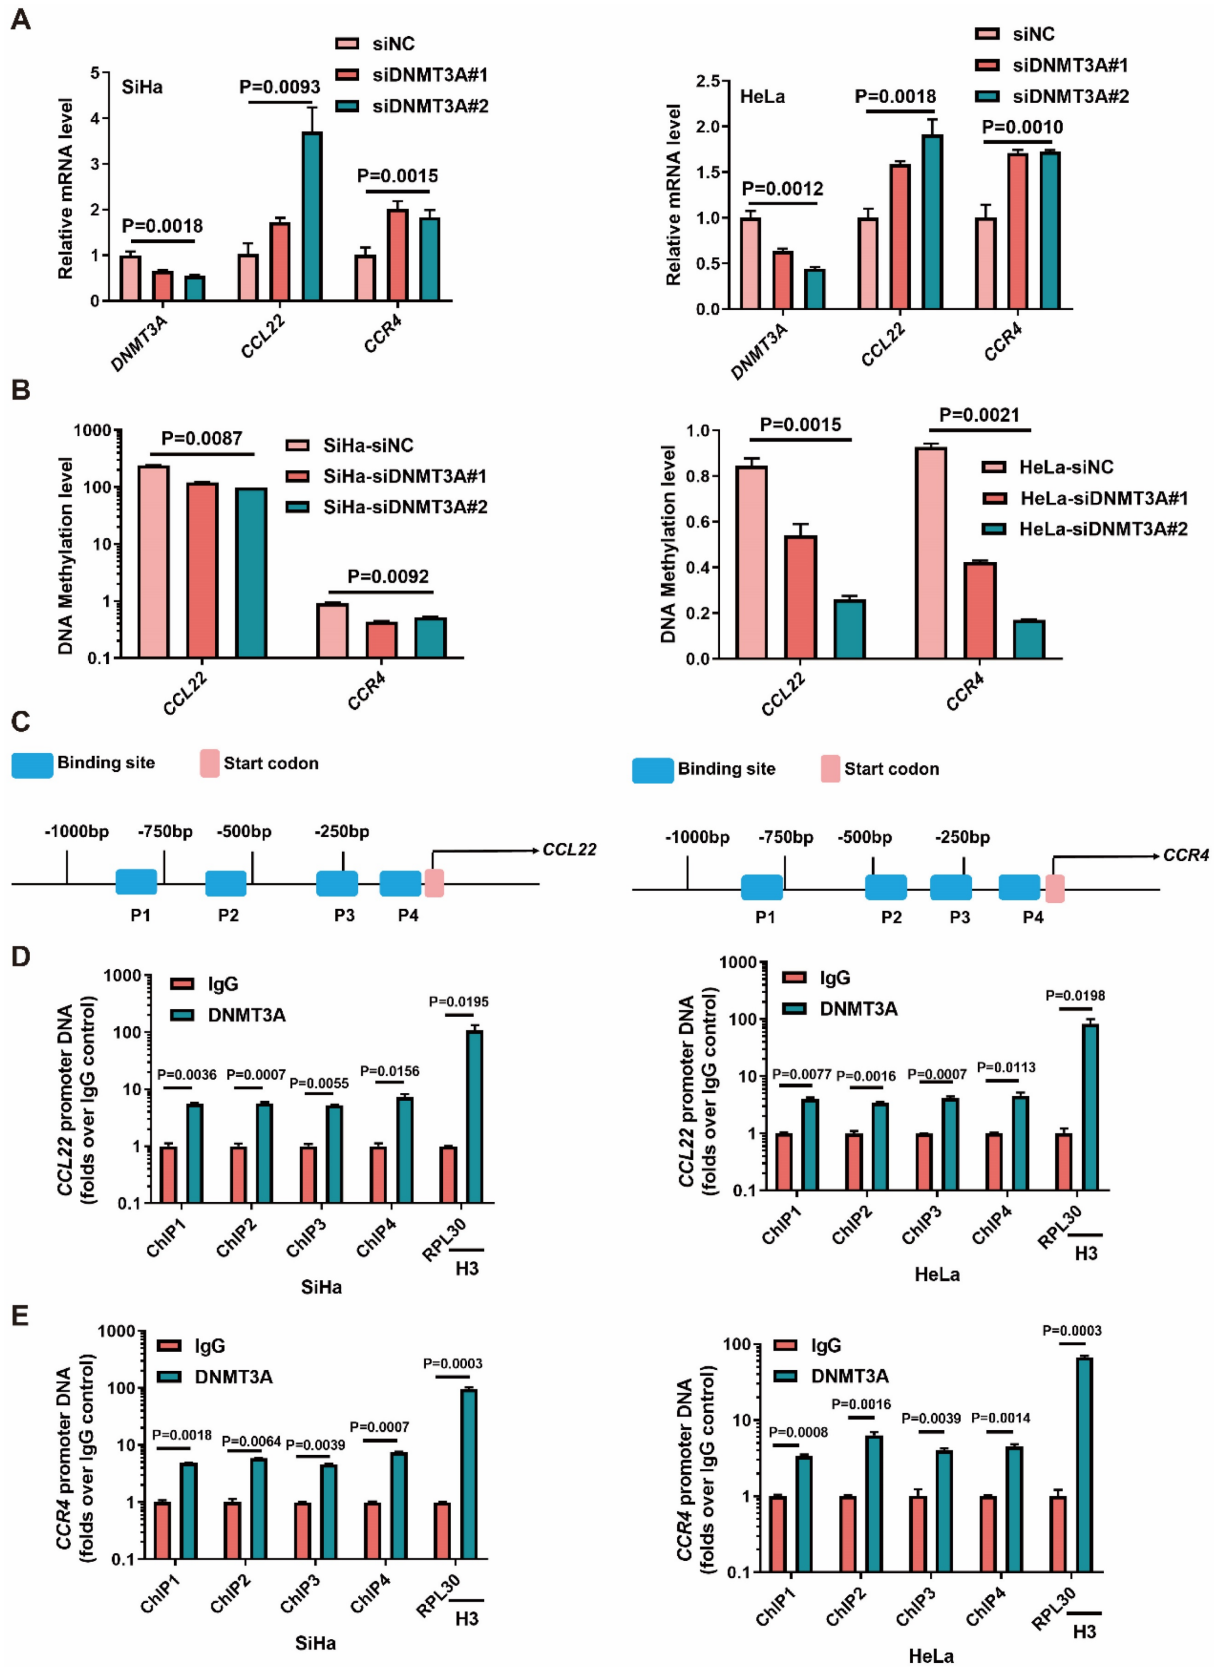 A
siNC
siDNMT3A#1
siDNMT3A#2
SiHa
P=0.0093
P=0.0018
P=0.0015
Relative mRNA level
5
4
3
2
1
0
DNMT3A
CCL22
CCR4
siNC
siDNMT3A#1
siDNMT3A#2
HeLa
P=0.0018
P=0.0010
P=0.0012
Relative mRNA level
2.5
2.0
1.5
1.0
0.5
0.0
DNMT3A
CCL22
CCR4
B
P=0.0087
P=0.0092
SiHa-siNC
SiHa-siDNMT3A#1
SiHa-siDNMT3A#2
DNA Methylation level
1000
100
10
1
0.1
CCL22
CCR4
P=0.0015
P=0.0021
HeLa-siNC
HeLa-siDNMT3A#1
HeLa-siDNMT3A#2
DNA Methylation level
1.0
0.8
0.6
0.4
0.2
0.0
CCL22
CCR4
C
Binding site
Start codon
-1000bp
-750bp
-500bp
-250bp
CCL22
P1
P2
P3
P4
Binding site
Start codon
-1000bp
-750bp
-500bp
-250bp
CCR4
P1
P2
P3
P4
D
IgG
DNMT3A
P=0.0036
P=0.0007
P=0.0055
P=0.0156
P=0.0195
CCL22 promoter DNA
(folds over IgG control)
1000
100
10
1
0.1
ChIP1
ChIP2
ChIP3
ChIP4
RPL30
H3
SiHa
IgG
DNMT3A
P=0.0077
P=0.0016
P=0.0007
P=0.0113
P=0.0198
CCL22 promoter DNA
(folds over IgG control)
1000
100
10
1
0.1
ChIP1
ChIP2
ChIP3
ChIP4
RPL30
H3
HeLa
E
IgG
DNMT3A
P=0.0018
P=0.0064
P=0.0039
P=0.0007
P=0.0003
CCR4 promoter DNA
(folds over IgG control)
1000
100
10
1
0.1
ChIP1
ChIP2
ChIP3
ChIP4
RPL30
H3
SiHa
IgG
DNMT3A
P=0.0008
P=0.0016
P=0.0039
P=0.0014
P=0.0003
CCR4 promoter DNA
(folds over IgG control)
100
10
1
0.1
ChIP1
ChIP2
ChIP3
ChIP4
RPL30
H3
HeLa